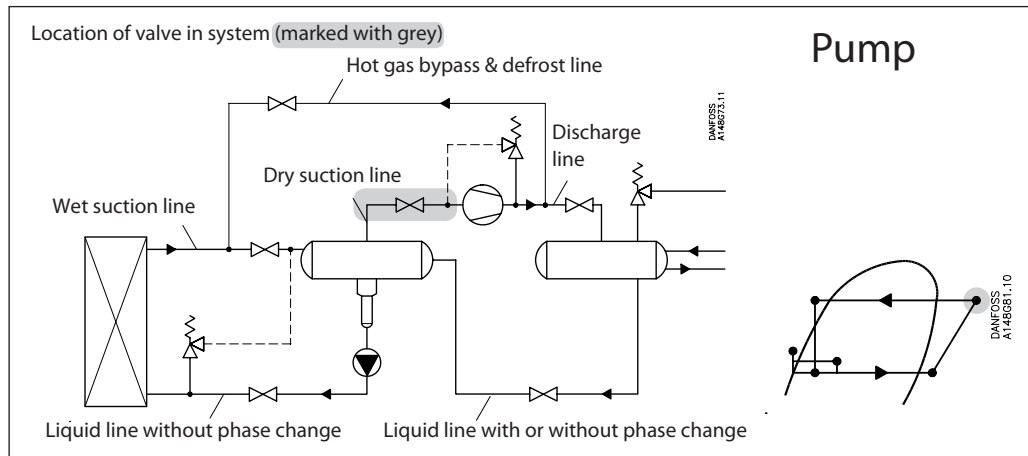 Location of valve in system (marked with grey)
Pump
Hot gas bypass & defrost line
DANFOSS
A148G73.11
Discharge
line
Dry suction line
Wet suction line
DANFOSS
A148G81.10
Liquid line without phase change
Liquid line with or without phase change